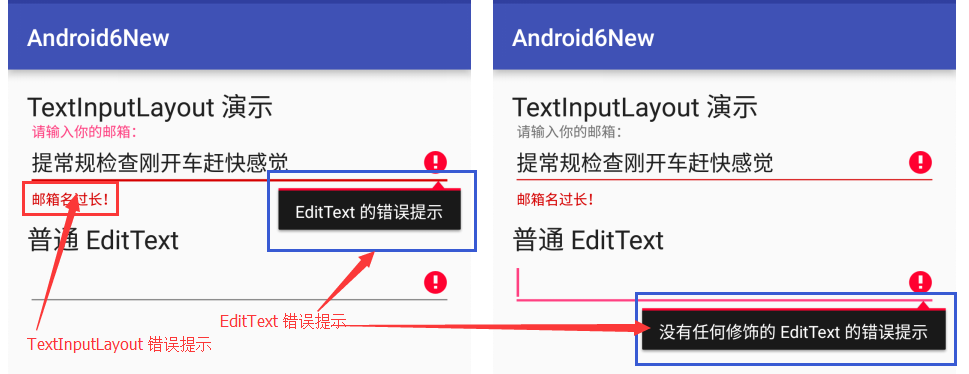 Android6New
TextInputLayout 演示
请输入你的邮箱：
提常规检查刚开车赶快感觉
邮箱名过长！
EditText 的错误提示
普通 EditText
EditText 错误提示
TextInputLayout 错误提示
Android6New
TextInputLayout 演示
请输入你的邮箱：
提常规检查刚开车赶快感觉
邮箱名过长！
普通 EditText
没有任何修饰的 EditText 的错误提示